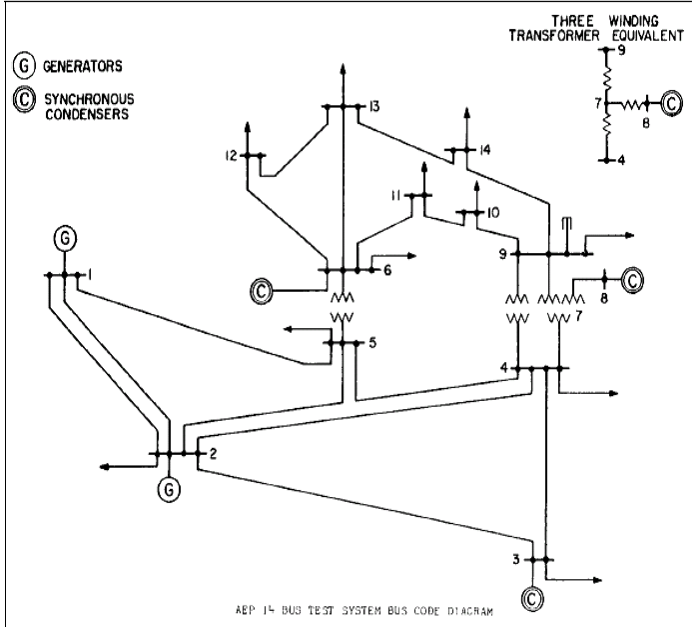 THREE WINDING
TRANSFORMER EQUIVALENT
9
7
C
8
4
G GENERATORS
C SYNCHRONOUS
CONDENSERS
13
12
14
11
10
G
9
1
6
C
C
8
7
5
4
2
G
3
C
AEP 14 BUS TEST SYSTEM BUS CODE DIAGRAM